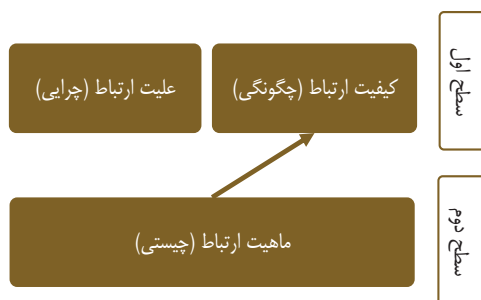 سطح اول
کیفیت ارتباط (چگونگی)
علیت ارتباط (چرایی)
سطح دوم
ماهیت ارتباط (چیستی)